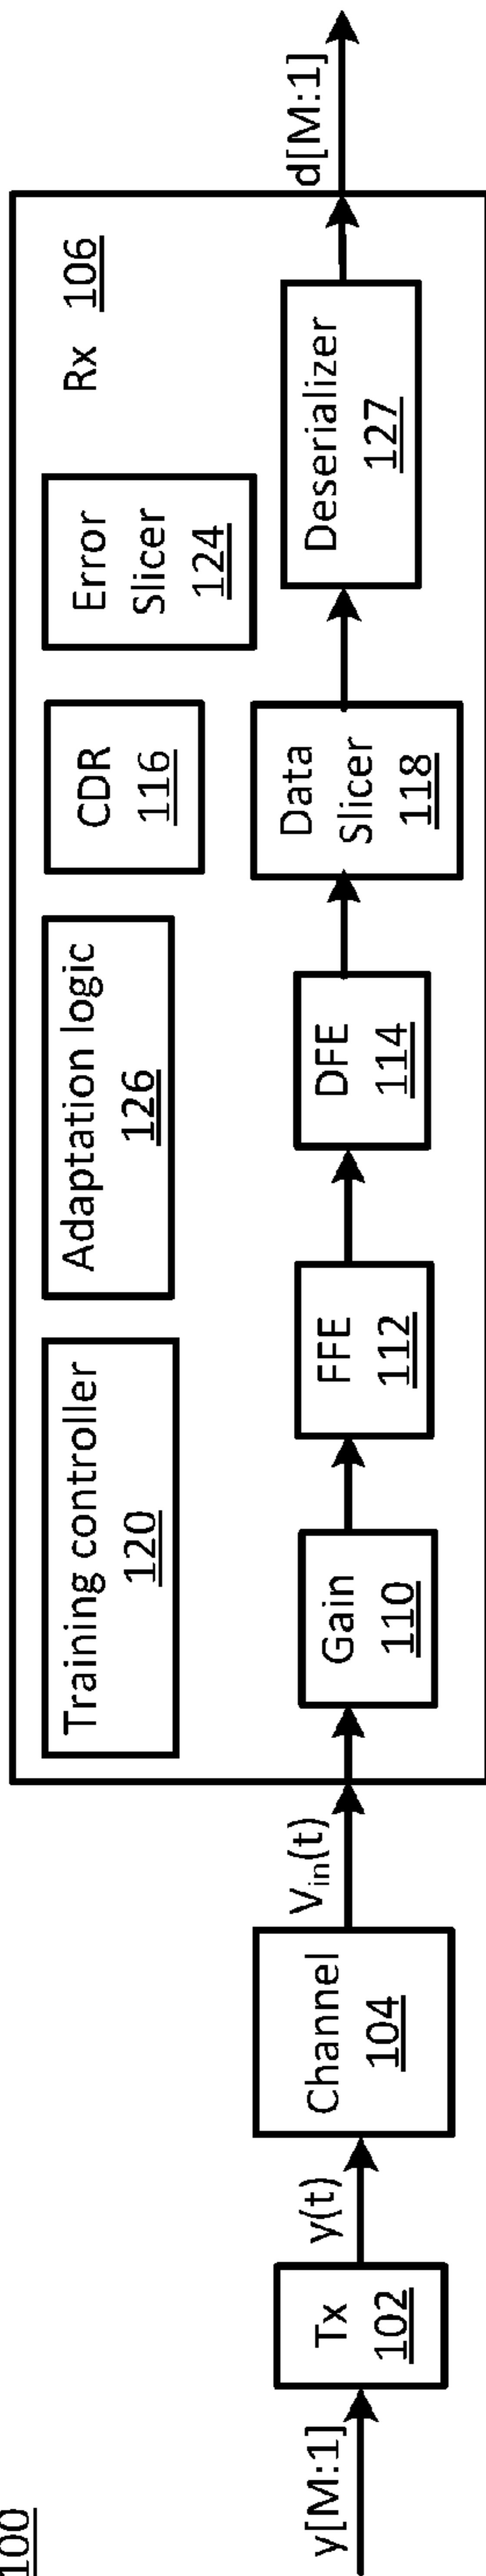 100
y[M:1]
Tx
102
y(t)
Channel
104
Vin(t)
Rx 106
Training controller
120
Adaptation logic
126
CDR
116
Error
Slicer
124
Gain
110
FFE
112
DFE
114
Data
Slicer
118
Deserializer
127
d[M:1]